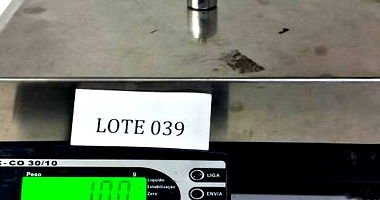 LOTE 039
C - CO 30/10
Peso g
100
Líquido
Estabilização
Zero
LIGA
ENVIA